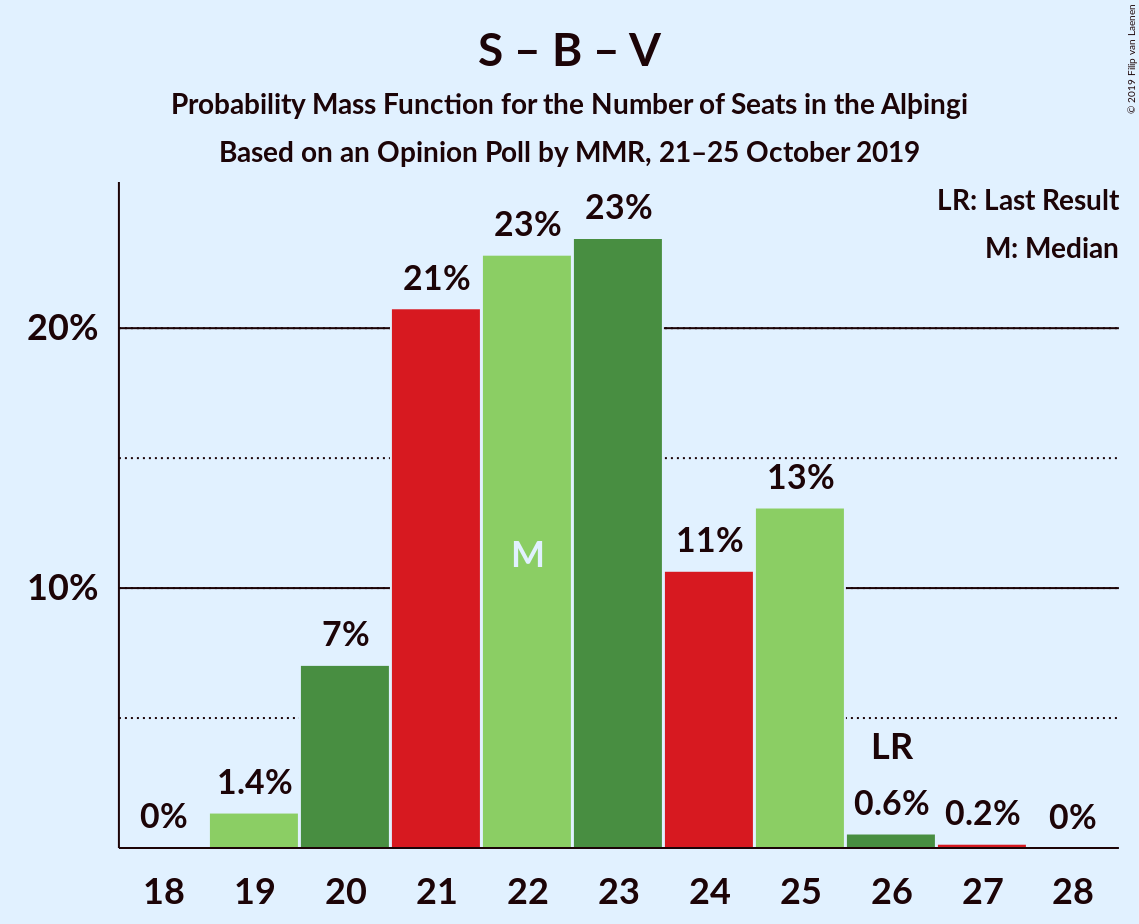 S – B – V
Probability Mass Function for the Number of Seats in the Alþingi
Based on an Opinion Poll by MMR, 21–25 October 2019
© 2019 Filip van Laenen
LR: Last Result
M: Median
20%
10%
0%
1.4%
7%
21%
23%
M
23%
11%
13%
LR
0.6%
0.2%
0%
18 19 20 21 22 23 24 25 26 27 28